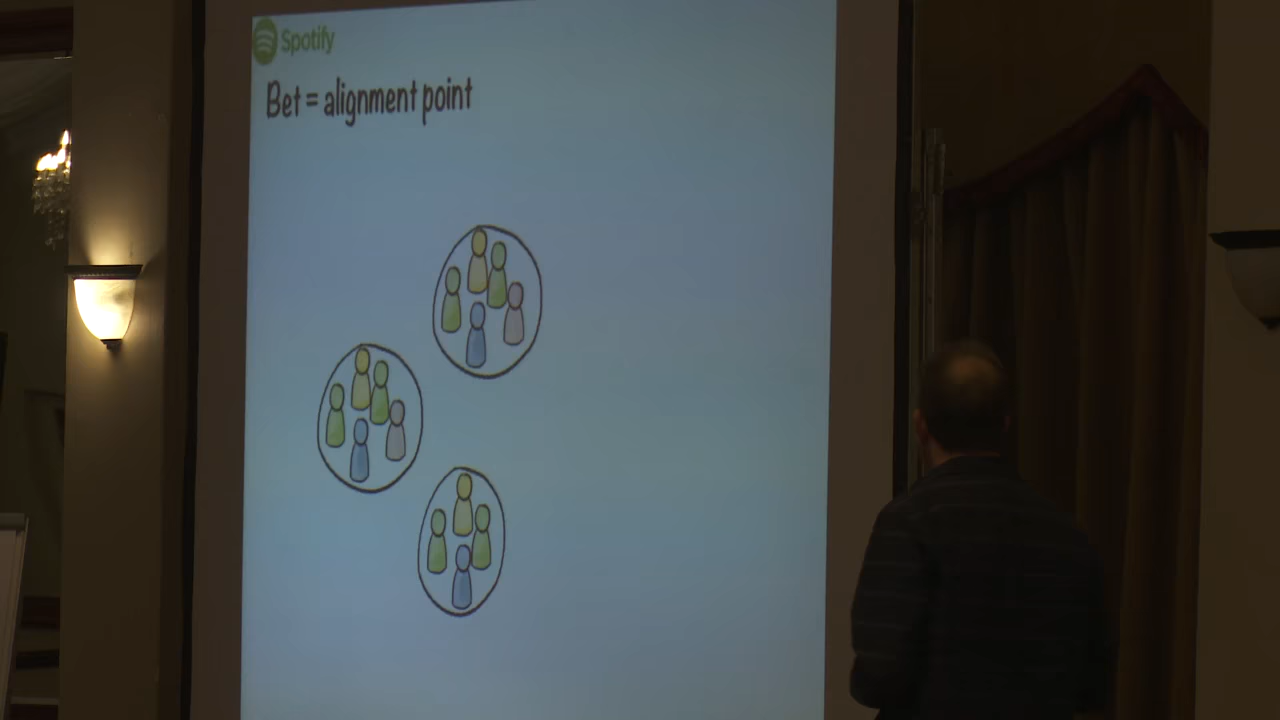 Spotify
Bet = alignment point